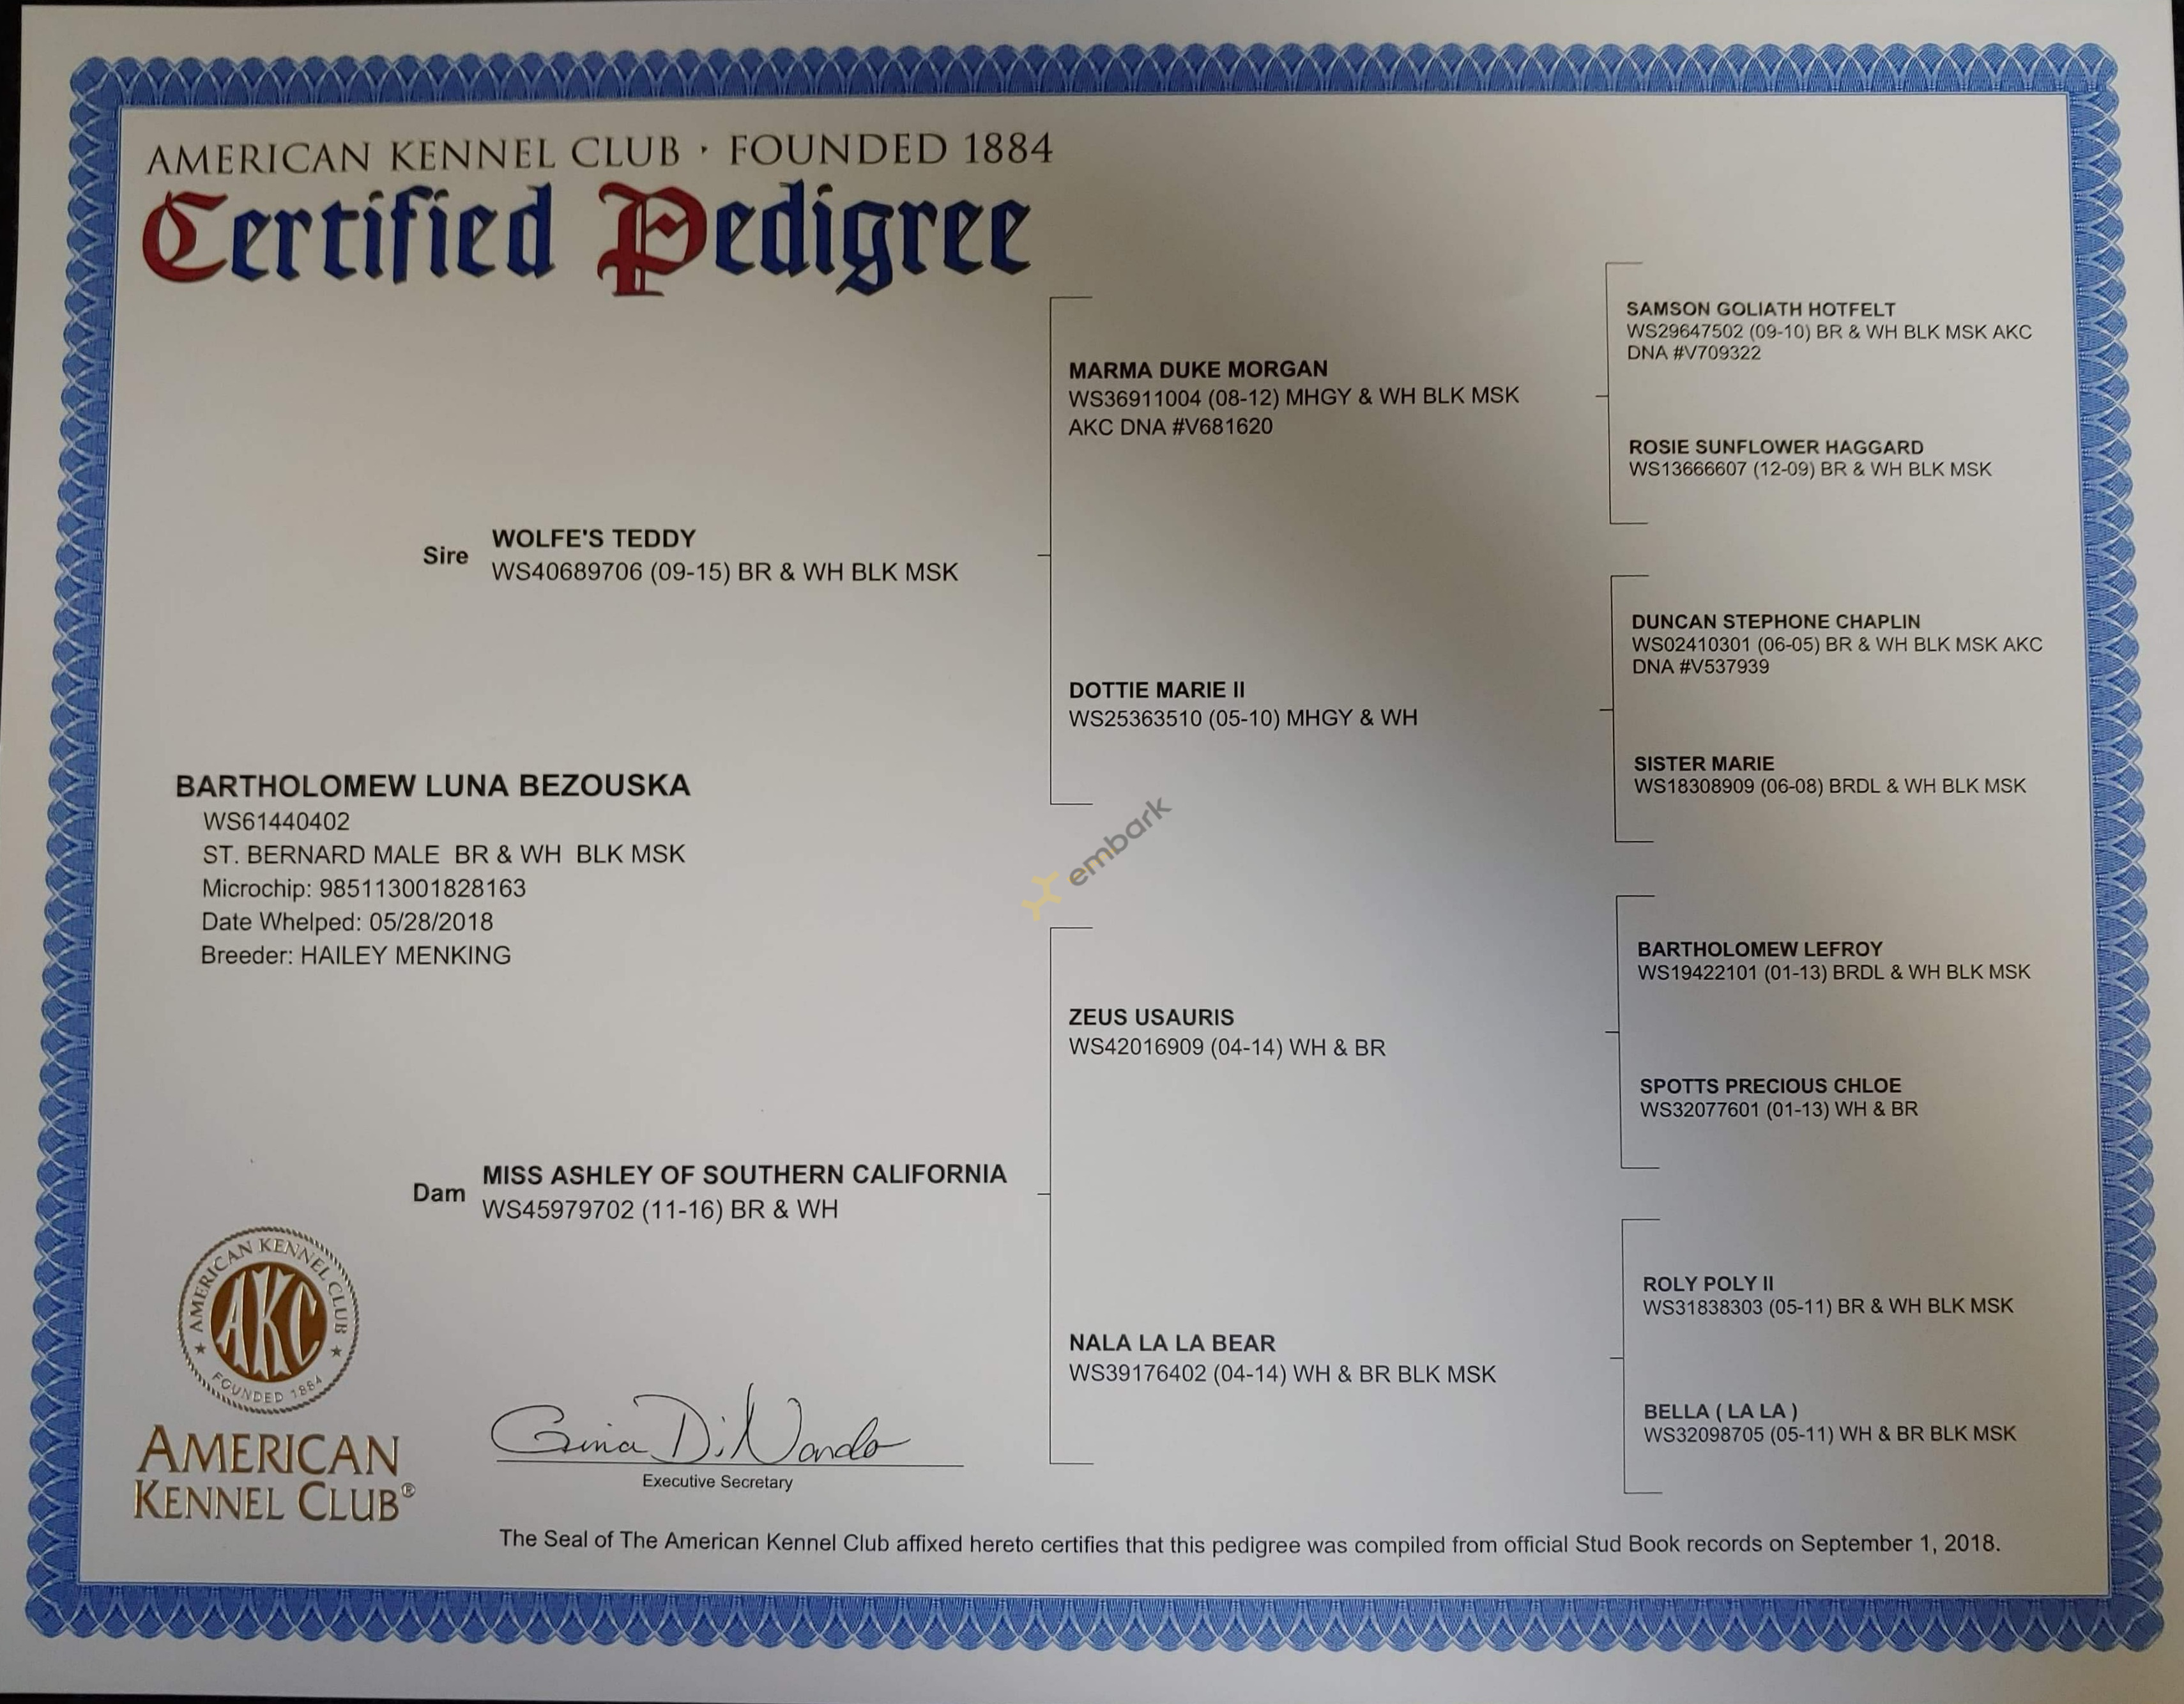 AMERICAN KENNEL CLUB · FOUNDED 1884
Certified Pedigree
SAMSON GOLIATH HOTFELT
WS29647502 (09-10) BR & WH BLK MSK AKC
DNA #V709322
MARMA DUKE MORGAN
WS36911004 (08-12) MHGY & WH BLK MSK
AKC DNA #V681620
ROSIE SUNFLOWER HAGGARD
WS13666607 (12-09) BR & WH BLK MSK
Sire
WOLFE'S TEDDY
WS40689706 (09-15) BR & WH BLK MSK
DUNCAN STEPHONE CHAPLIN
WS02410301 (06-05) BR & WH BLK MSK AKC
DNA #V537939
DOTTIE MARIE II
WS25363510 (05-10) MHGY & WH
SISTER MARIE
WS18308909 (06-08) BRDL & WH BLK MSK
BARTHOLOMEW LUNA BEZOUSKA
WS61440402
ST. BERNARD MALE BR & WH BLK MSK
Microchip: 985113001828163
Date Whelped: 05/28/2018
Breeder: HAILEY MENKING
embark
BARTHOLOMEW LEFROY
WS19422101 (01-13) BRDL & WH BLK MSK
ZEUS USAURIS
WS42016909 (04-14) WH & BR
SPOTTS PRECIOUS CHLOE
WS32077601 (01-13) WH & BR
Dam
MISS ASHLEY OF SOUTHERN CALIFORNIA
WS45979702 (11-16) BR & WH
ROLY POLY II
WS31838303 (05-11) BR & WH BLK MSK
NALA LA LA BEAR
WS39176402 (04-14) WH & BR BLK MSK
BELLA ( LA LA )
WS32098705 (05-11) WH & BR BLK MSK
★ AMERICAN KENNEL CLUB ★
AKC
FOUNDED 1884
AMERICAN
KENNEL CLUB®
Gina DiNardo
Executive Secretary
The Seal of The American Kennel Club affixed hereto certifies that this pedigree was compiled from official Stud Book records on September 1, 2018.